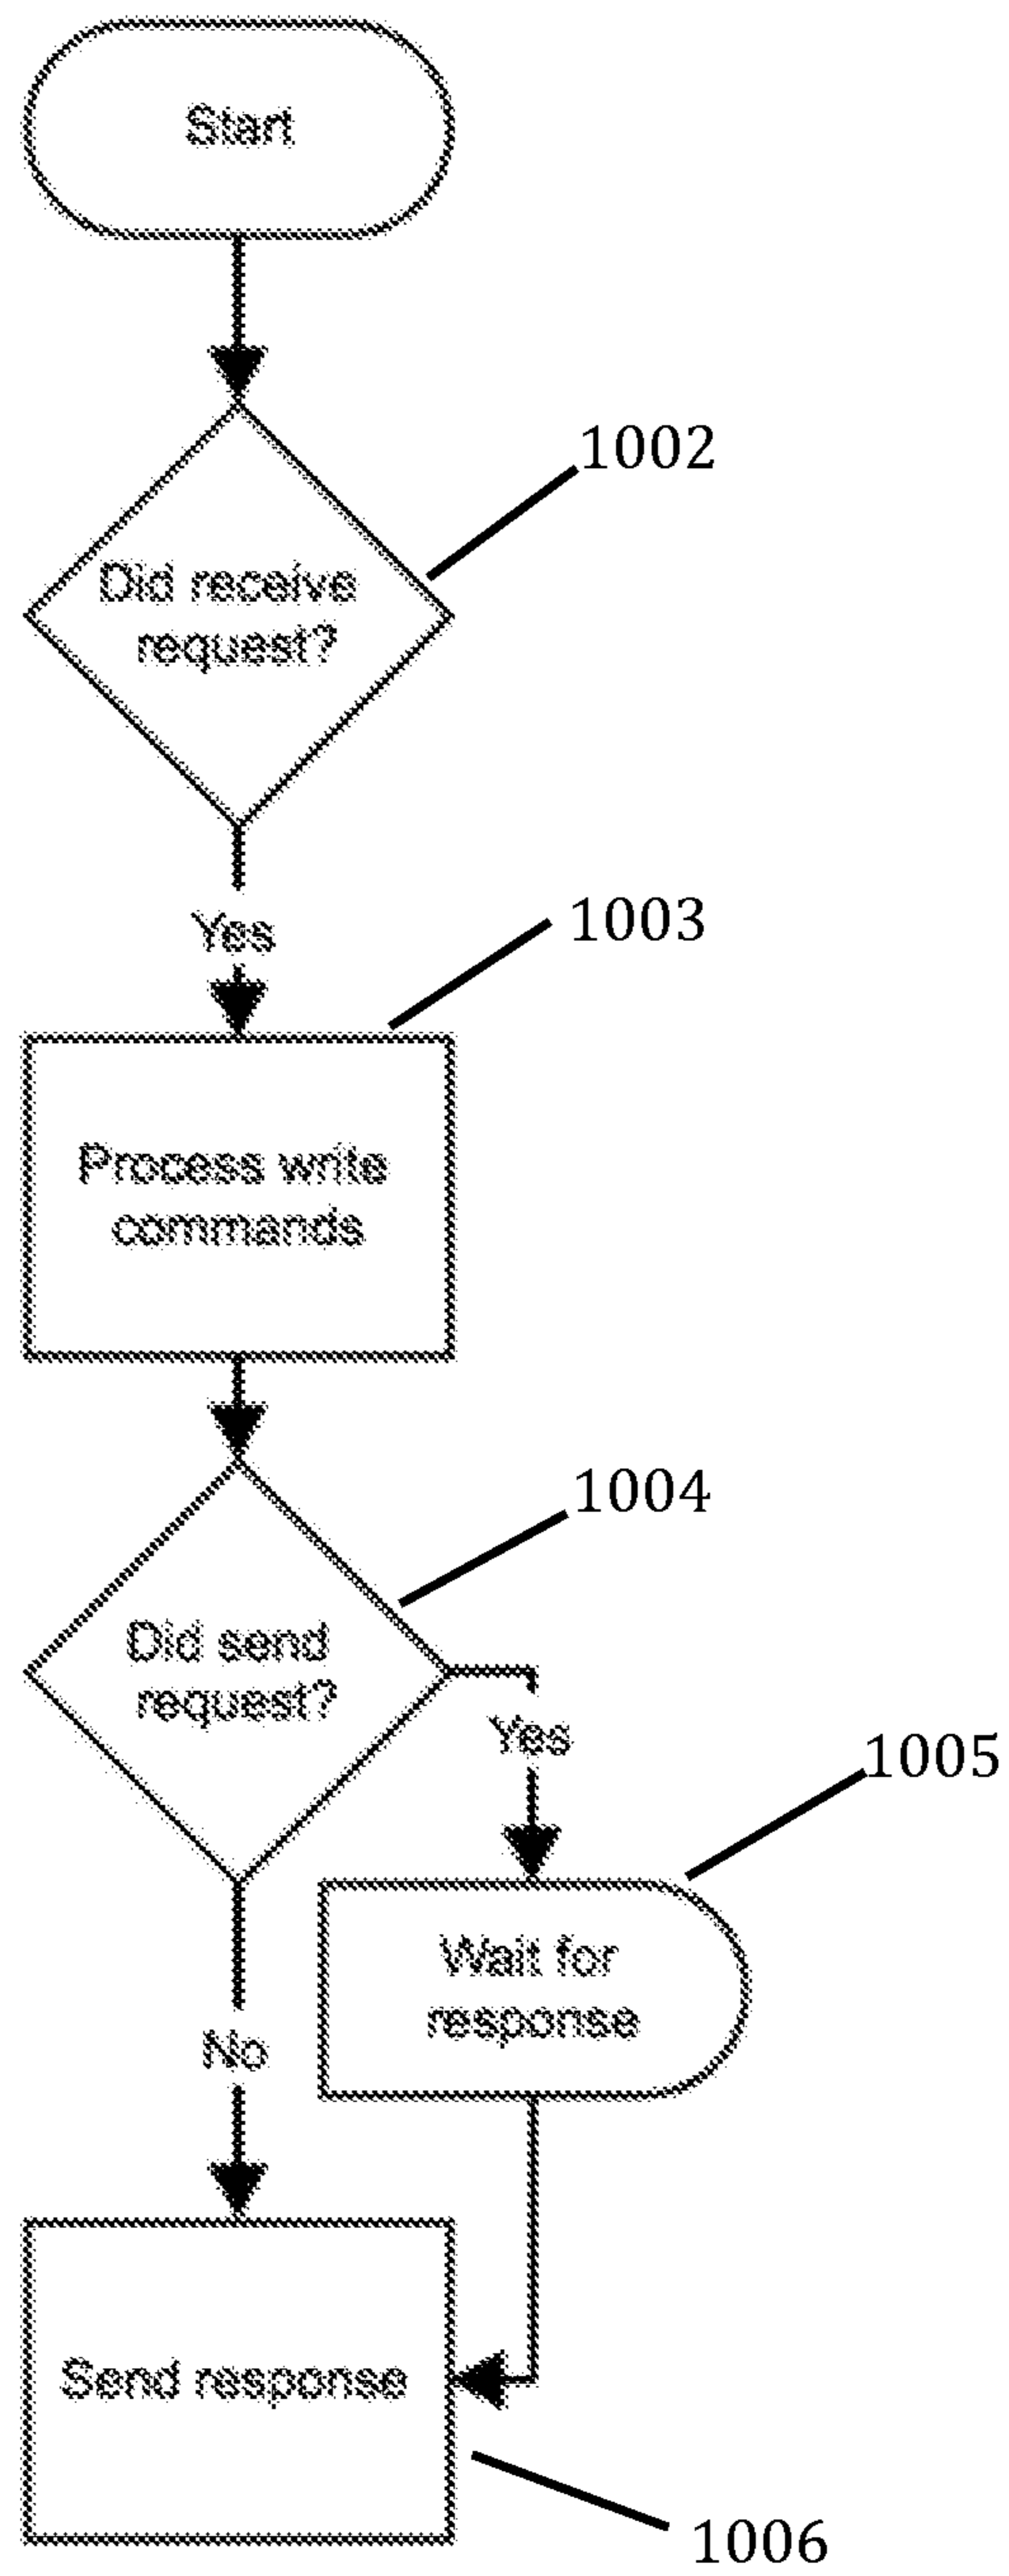 Start
1002
Did receive
request?
Yes
1003
Process write
commands
1004
Did send
request?
Yes
1005
Wait for
response
No
Send response
1006